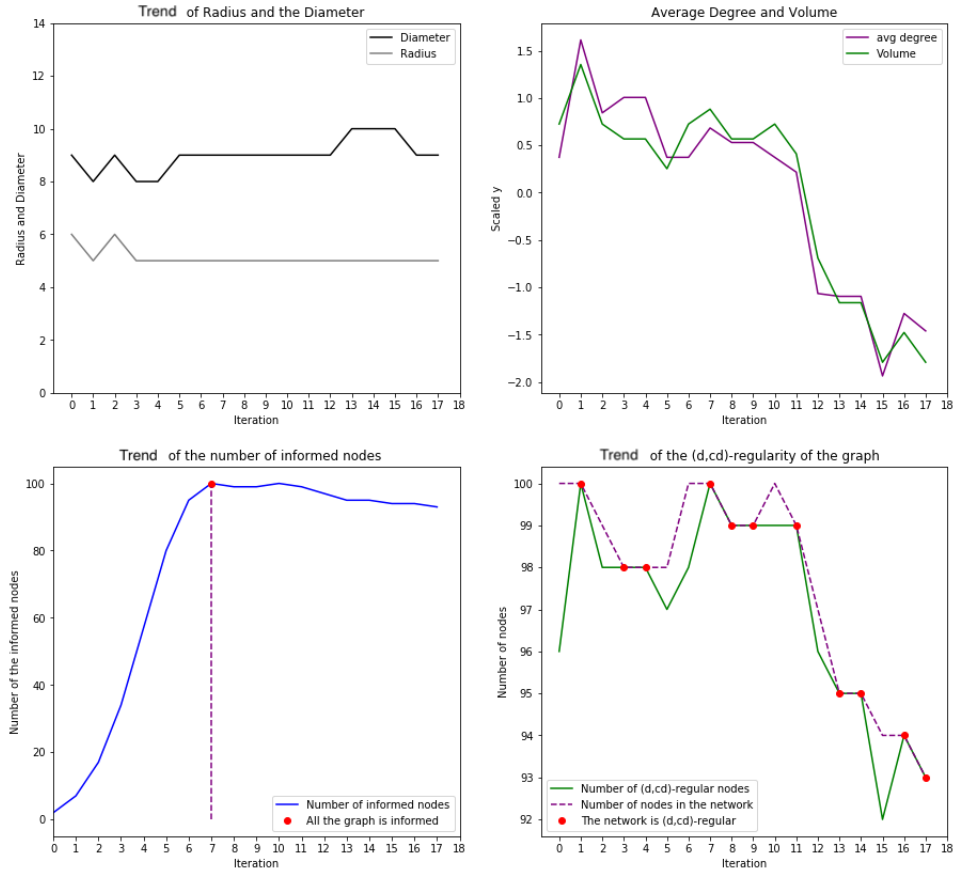 Trend of Radius and the Diameter
14
12
10
8
6
4
2
0
Radius and Diameter
Diameter
Radius
0 1 2 3 4 5 6 7 8 9 10 11 12 13 14 15 16 17 18
Iteration
Average Degree and Volume
1.5
1.0
0.5
0.0
−0.5
−1.0
−1.5
−2.0
Scaled y
avg degree
Volume
0 1 2 3 4 5 6 7 8 9 10 11 12 13 14 15 16 17 18
Iteration
Trend of the number of informed nodes
100
80
60
40
20
0
Number of the informed nodes
Number of informed nodes
All the graph is informed
0 1 2 3 4 5 6 7 8 9 10 11 12 13 14 15 16 17 18
Iteration
Trend of the (d,cd)-regularity of the graph
100
99
98
97
96
95
94
93
92
Number of nodes
Number of (d,cd)-regular nodes
Number of nodes in the network
The network is (d,cd)-regular
0 1 2 3 4 5 6 7 8 9 10 11 12 13 14 15 16 17 18
Iteration